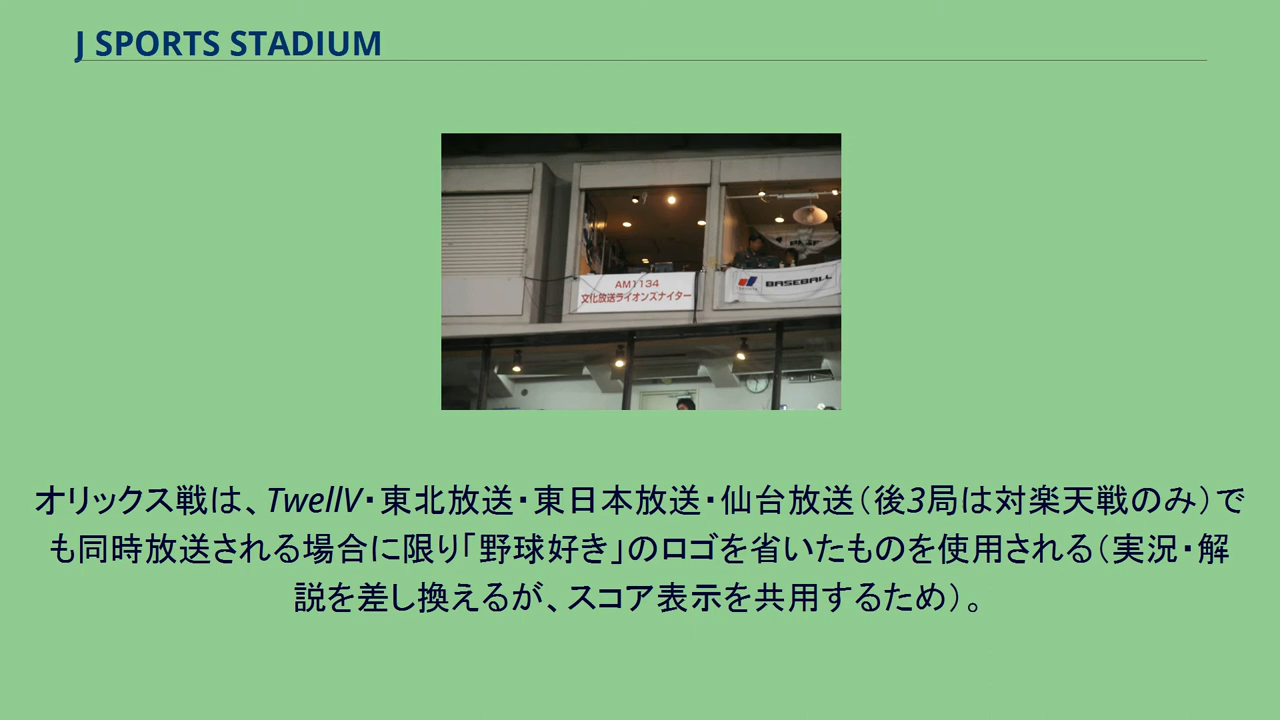 J SPORTS STADIUM
AM1134
文化放送ライオンズナイター
BASEBALL
オリックス戦は、TwellV・東北放送・東日本放送・仙台放送（後3局は対楽天戦のみ）で
も同時放送される場合に限り「野球好き」のロゴを省いたものを使用される（実況・解
説を差し換えるが、スコア表示を共用するため）。